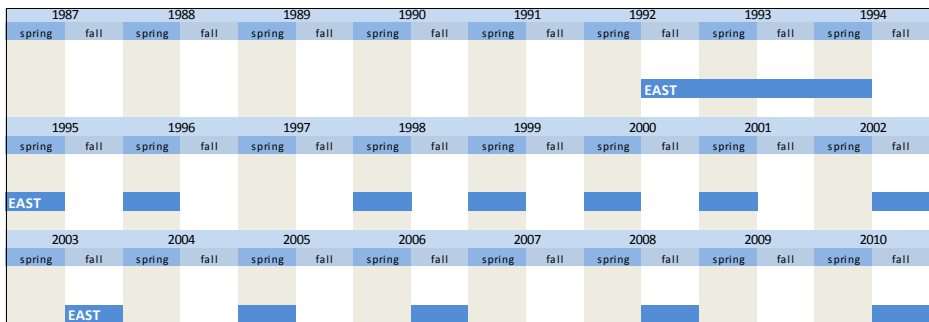 1987 1988 1989 1990 1991 1992 1993 1994
spring fall spring fall spring fall spring fall spring fall spring fall spring fall spring fall
EAST
1995 1996 1997 1998 1999 2000 2001 2002
spring fall spring fall spring fall spring fall spring fall spring fall spring fall spring fall
EAST
2003 2004 2005 2006 2007 2008 2009 2010
spring fall spring fall spring fall spring fall spring fall spring fall spring fall spring fall
EAST